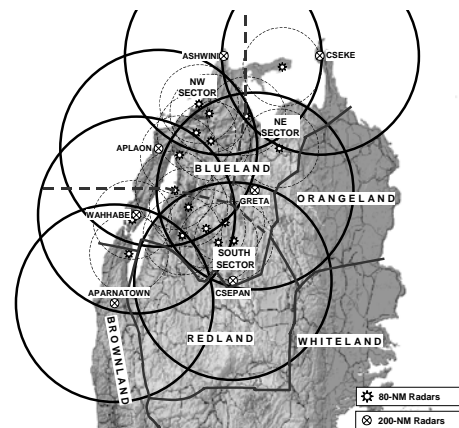 ASHWINI
CSEKE
NW
SECTOR
NE
SECTOR
APLAON
BLUELAND
GRETA
ORANGELAND
WAHHABE
SOUTH
SECTOR
CSEPAN
APARNATOWN
BROWNLAND
REDLAND
WHITELAND
80-NM Radars
200-NM Radars